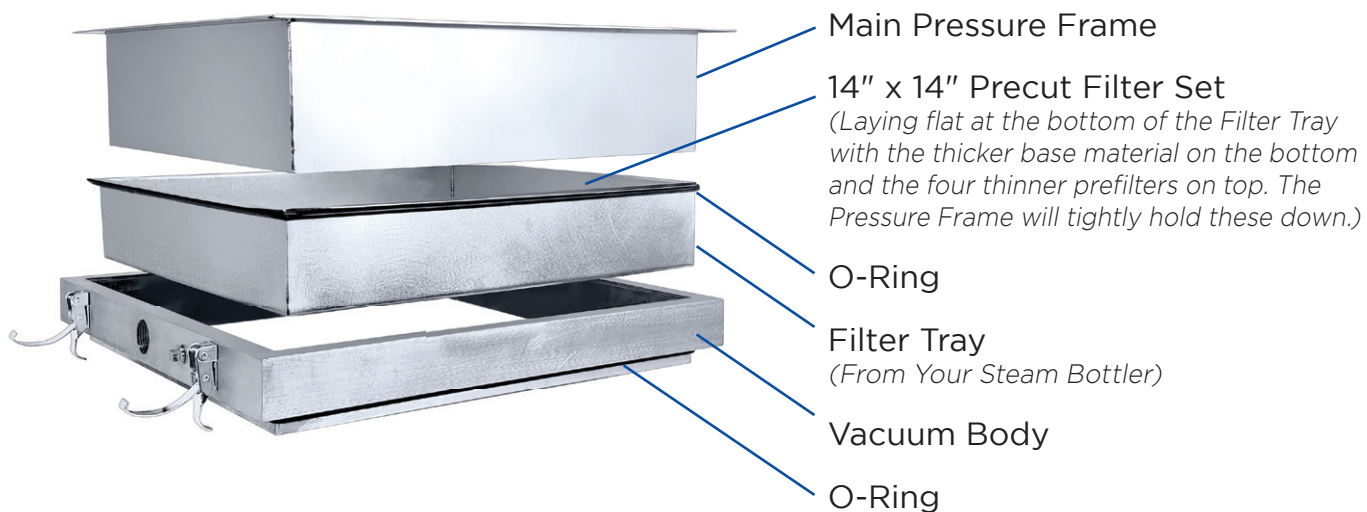 Main Pressure Frame
14" x 14" Precut Filter Set
(Laying flat at the bottom of the Filter Tray
with the thicker base material on the bottom
and the four thinner prefilters on top. The
Pressure Frame will tightly hold these down.)
O-Ring
Filter Tray
(From Your Steam Bottler)
Vacuum Body
O-Ring